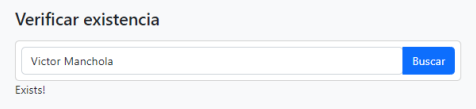 Verificar existencia
Victor Manchola Buscar
Exists!